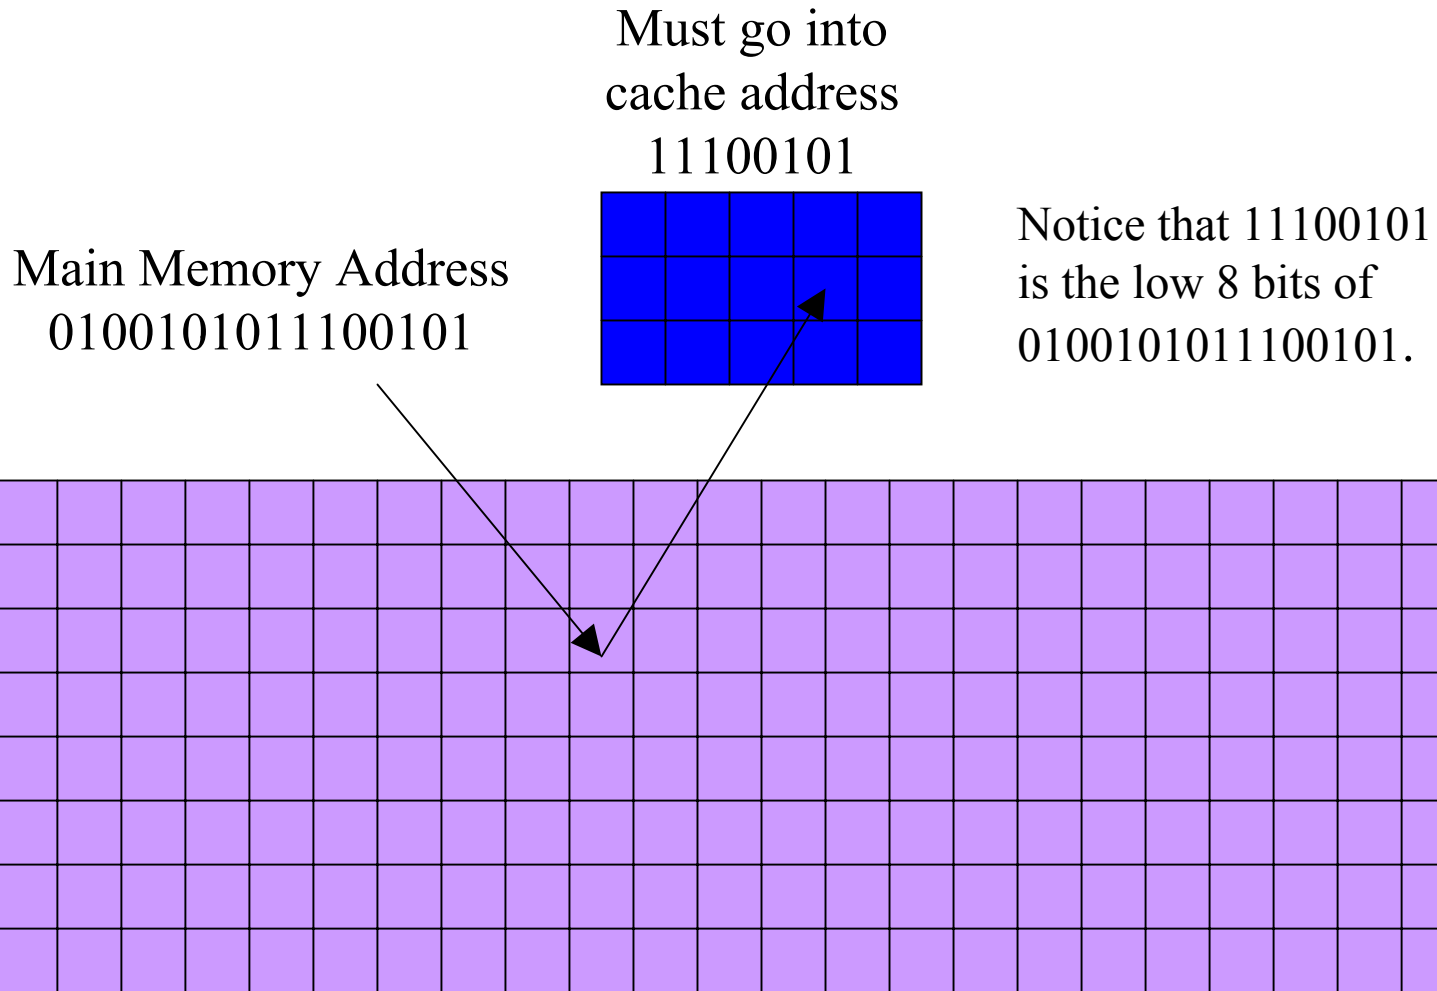 Must go into
cache address
11100101
Main Memory Address
0100101011100101
Notice that 11100101
is the low 8 bits of
0100101011100101.